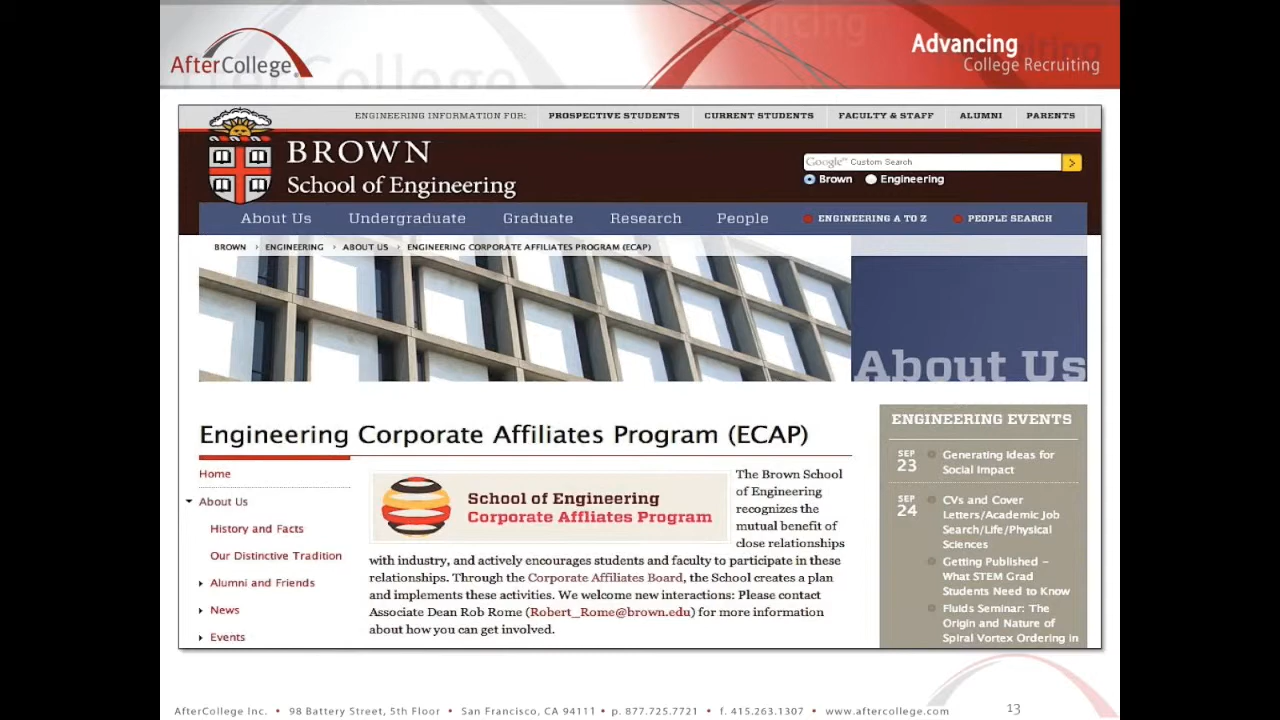 AfterCollege
Advancing
College Recruiting
ENGINEERING INFORMATION FOR: PROSPECTIVE STUDENTS CURRENT STUDENTS FACULTY & STAFF ALUMNI PARENTS
BROWN
School of Engineering
Google™ Custom Search
Brown Engineering
About Us Undergraduate Graduate Research People ENGINEERING A TO Z PEOPLE SEARCH
BROWN > ENGINEERING > ABOUT US > ENGINEERING CORPORATE AFFILIATES PROGRAM (ECAP)
About Us
Engineering Corporate Affiliates Program (ECAP)
Home
About Us
History and Facts
Our Distinctive Tradition
Alumni and Friends
News
Events
School of Engineering
Corporate Affliates Program
The Brown School
of Engineering
recognizes the
mutual benefit of
close relationships
with industry, and actively encourages students and faculty to participate in these
relationships. Through the Corporate Affiliates Board, the School creates a plan
and implements these activities. We welcome new interactions: Please contact
Associate Dean Rob Rome (Robert_Rome@brown.edu) for more information
about how you can get involved.
ENGINEERING EVENTS
SEP
23
Generating Ideas for
Social Impact
SEP
24
CVs and Cover
Letters/Academic Job
Search/Life/Physical
Sciences
Getting Published –
What STEM Grad
Students Need to Know
Fluids Seminar: The
Origin and Nature of
Spiral Vortex Ordering in
AfterCollege Inc. • 98 Battery Street, 5th Floor • San Francisco, CA 94111 • p. 877.725.7721 • f. 415.263.1307 • www.aftercollege.com
13